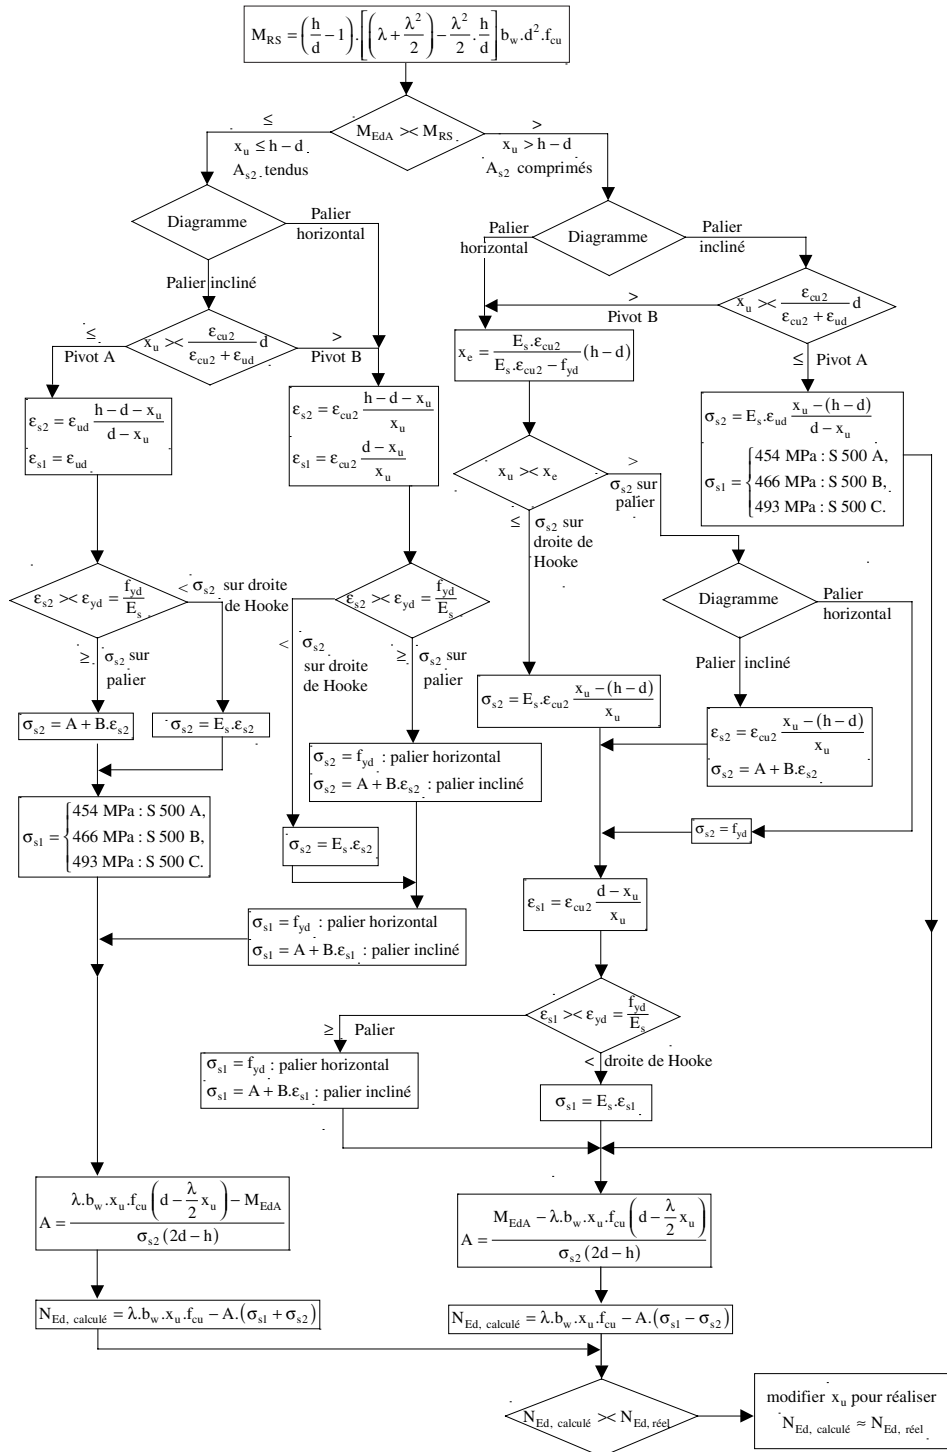 M_RS = (h/d − 1).[(λ + λ²/2) − λ²/2 . h/d] b_w.d².f_cu
M_EdA >< M_RS
≤
x_u ≤ h − d
A_s2 tendus
>
x_u > h − d
A_s2 comprimés
Diagramme
Palier
horizontal
Palier incliné
Palier
horizontal
Diagramme
Palier
incliné
x_u >< ε_cu2/(ε_cu2 + ε_ud) d
≤
Pivot A
>
Pivot B
x_u >< ε_cu2/(ε_cu2 + ε_ud) d
>
Pivot B
≤ Pivot A
x_e = E_s.ε_cu2/(E_s.ε_cu2 − f_yd) (h − d)
ε_s2 = ε_ud (h − d − x_u)/(d − x_u)
ε_s1 = ε_ud
ε_s2 = ε_cu2 (h − d − x_u)/x_u
ε_s1 = ε_cu2 (d − x_u)/x_u
σ_s2 = E_s.ε_ud (x_u − (h − d))/(d − x_u)
σ_s1 = {454 MPa : S 500 A,
466 MPa : S 500 B,
493 MPa : S 500 C.
x_u >< x_e
>
σ_s2 sur
palier
≤ σ_s2 sur
droite de
Hooke
ε_s2 >< ε_yd = f_yd/E_s
< σ_s2 sur droite
de Hooke
≥ σ_s2 sur
palier
ε_s2 >< ε_yd = f_yd/E_s
< σ_s2
sur droite
de Hooke
≥ σ_s2 sur
palier
Diagramme
Palier
horizontal
Palier incliné
σ_s2 = A + B.ε_s2
σ_s2 = E_s.ε_s2
σ_s2 = E_s.ε_cu2 (x_u − (h − d))/x_u
ε_s2 = ε_cu2 (x_u − (h − d))/x_u
σ_s2 = A + B.ε_s2
σ_s2 = f_yd : palier horizontal
σ_s2 = A + B.ε_s2 : palier incliné
σ_s1 = {454 MPa : S 500 A,
466 MPa : S 500 B,
493 MPa : S 500 C.
σ_s2 = E_s.ε_s2
σ_s2 = f_yd
ε_s1 = ε_cu2 (d − x_u)/x_u
σ_s1 = f_yd : palier horizontal
σ_s1 = A + B.ε_s1 : palier incliné
ε_s1 >< ε_yd = f_yd/E_s
≥ Palier
< droite de Hooke
σ_s1 = f_yd : palier horizontal
σ_s1 = A + B.ε_s1 : palier incliné
σ_s1 = E_s.ε_s1
A = (λ.b_w.x_u.f_cu (d − λ/2 x_u) − M_EdA)/(σ_s2 (2d − h))
A = (M_EdA − λ.b_w.x_u.f_cu (d − λ/2 x_u))/(σ_s2 (2d − h))
N_Ed, calculé = λ.b_w.x_u.f_cu − A.(σ_s1 + σ_s2)
N_Ed, calculé = λ.b_w.x_u.f_cu − A.(σ_s1 − σ_s2)
N_Ed, calculé >< N_Ed, réel
modifier x_u pour réaliser
N_Ed, calculé ≈ N_Ed, réel